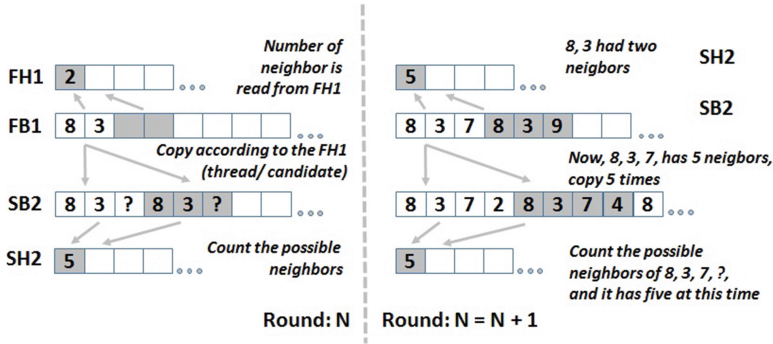 Number of
neighbor is
read from FH1
FH1 2
FB1 8 3
Copy according to the FH1
(thread/ candidate)
SB2 8 3 ? 8 3 ?
SH2 5
Count the possible
neighbors
Round: N
8, 3 had two
neigbors
SH2
5
SB2
8 3 7 8 3 9
Now, 8, 3, 7, has 5 neigbors,
copy 5 times
8 3 7 2 8 3 7 4 8
5
Count the possible
neigbors of 8, 3, 7, ?,
and it has five at this time
Round: N = N + 1